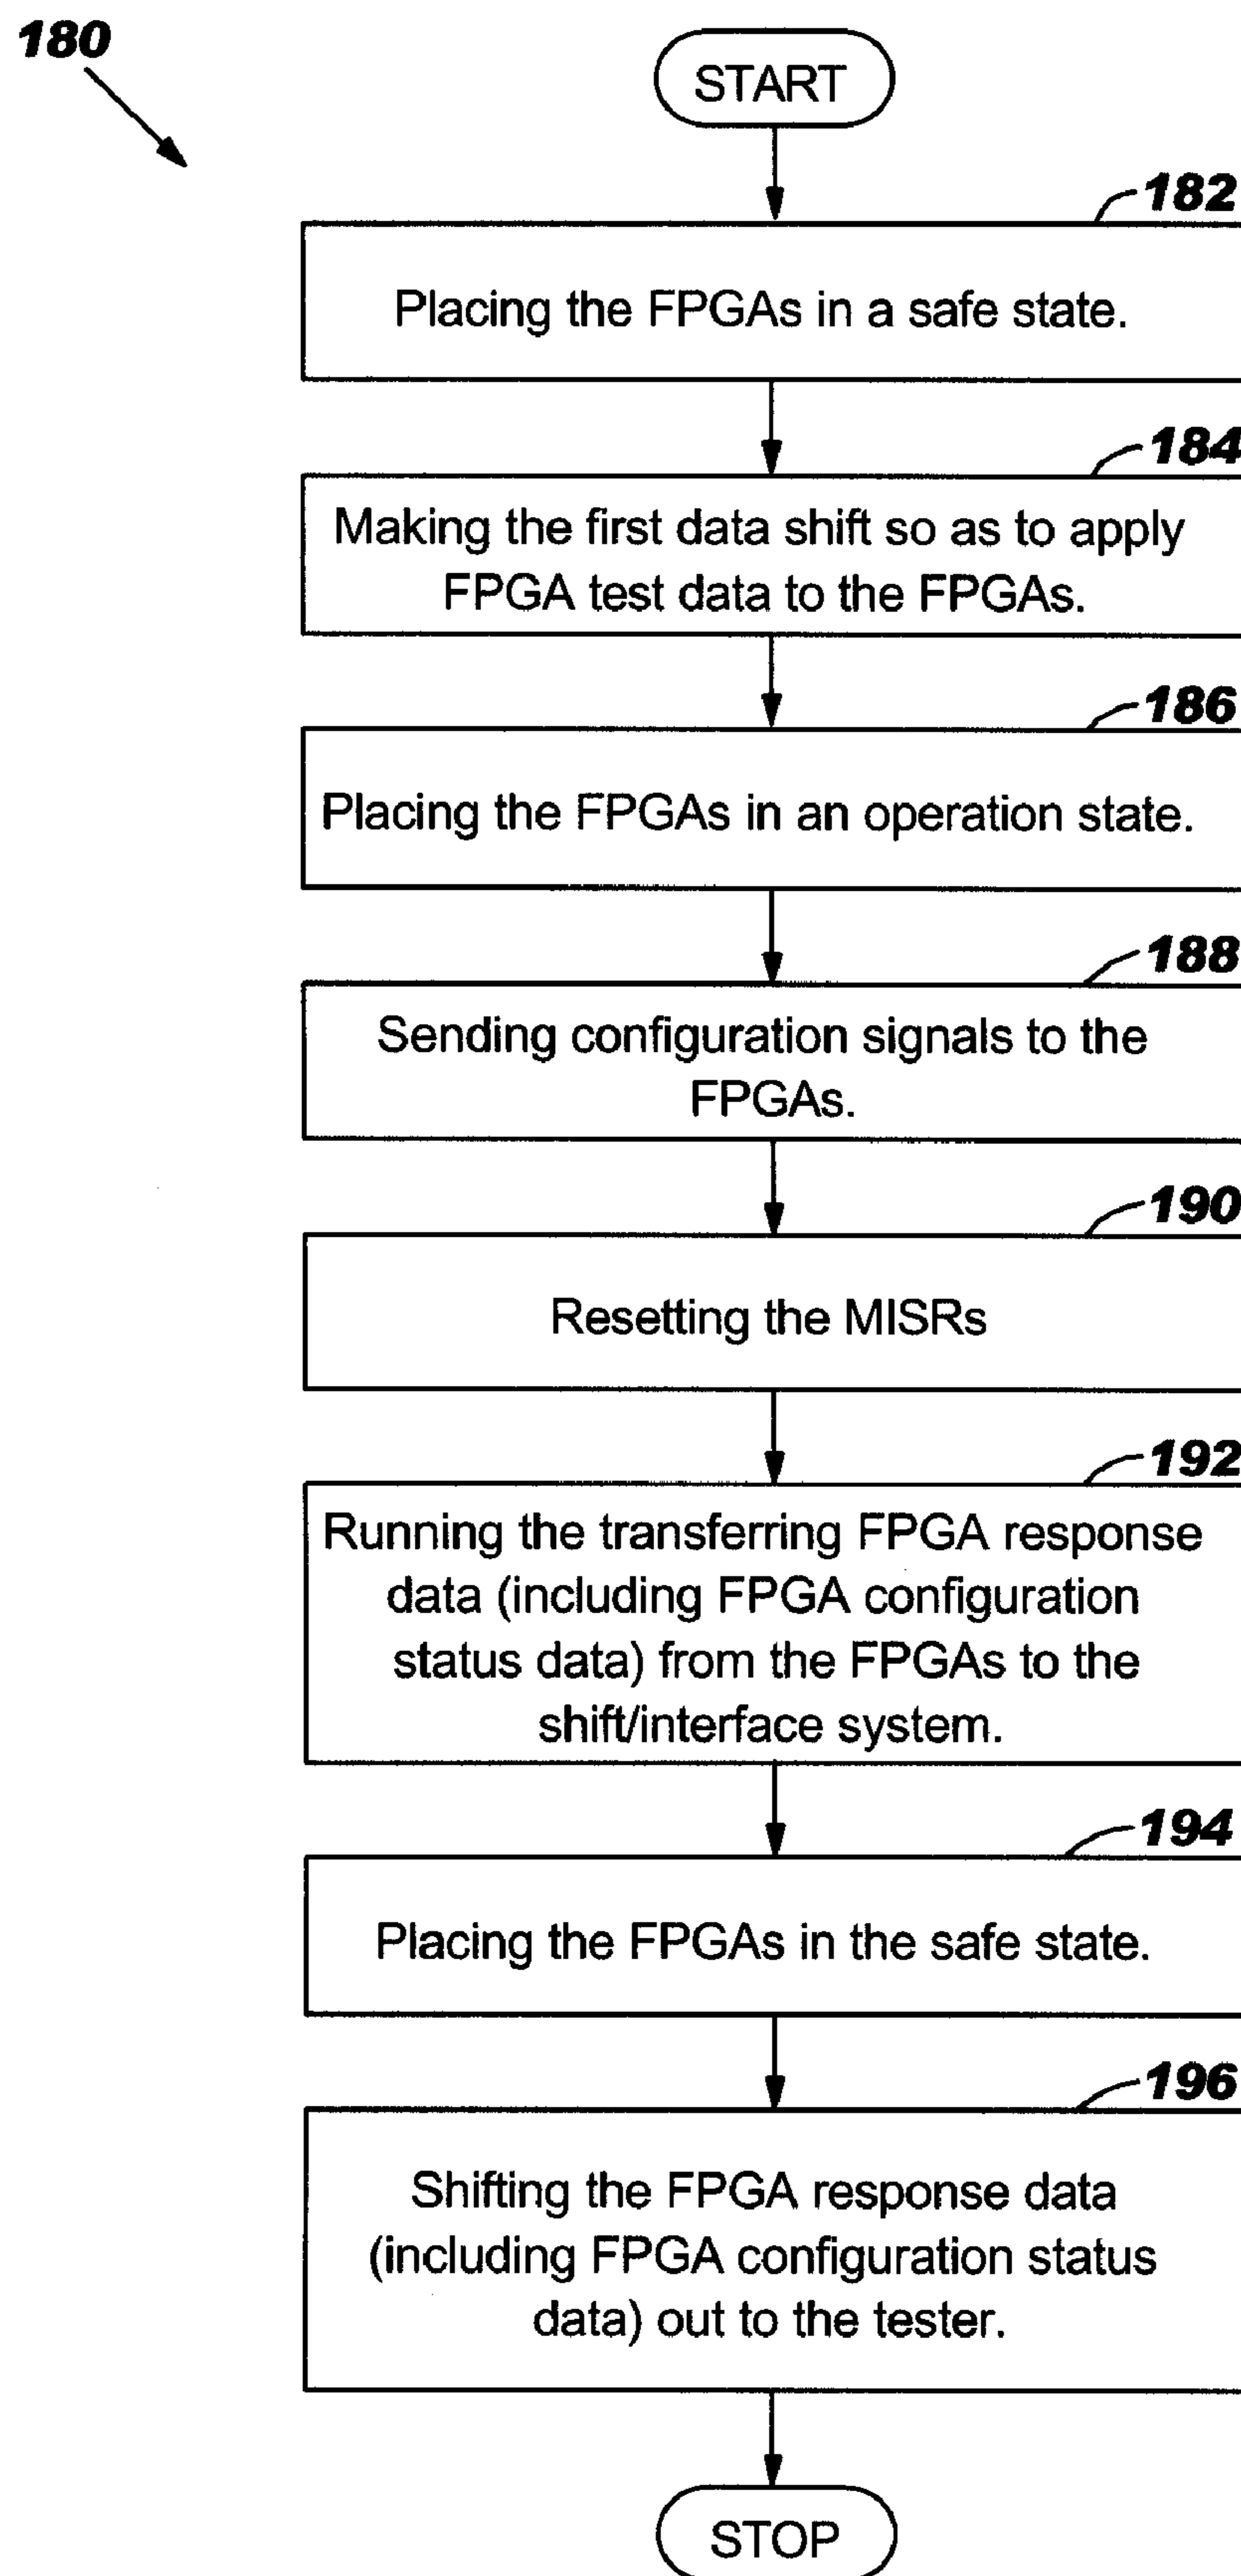 180
START
182
Placing the FPGAs in a safe state.
184
Making the first data shift so as to apply
FPGA test data to the FPGAs.
186
Placing the FPGAs in an operation state.
188
Sending configuration signals to the
FPGAs.
190
Resetting the MISRs
192
Running the transferring FPGA response
data (including FPGA configuration
status data) from the FPGAs to the
shift/interface system.
194
Placing the FPGAs in the safe state.
196
Shifting the FPGA response data
(including FPGA configuration status
data) out to the tester.
STOP